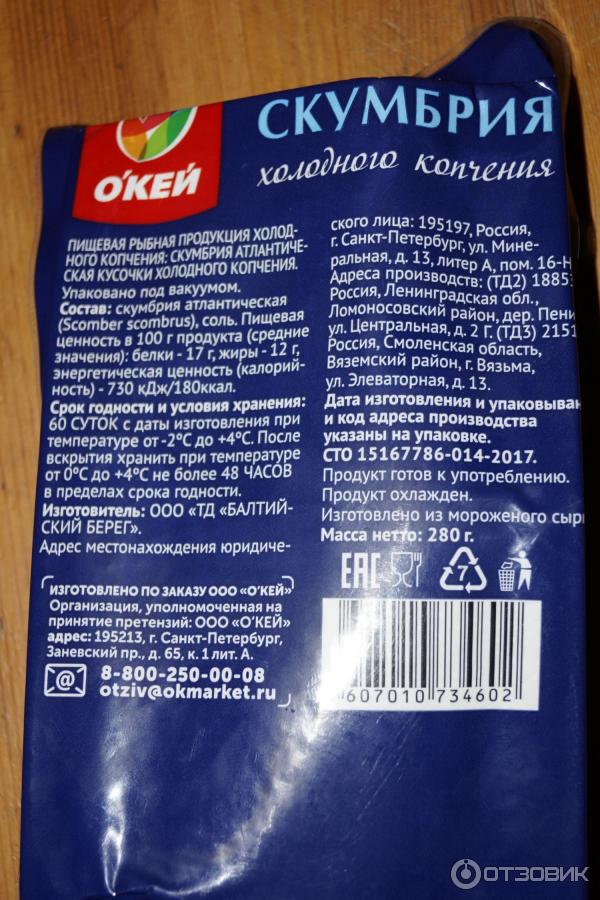 СКУМБРИЯ
холодного копчения
О'КЕЙ
ПИЩЕВАЯ РЫБНАЯ ПРОДУКЦИЯ ХОЛОД-
НОГО КОПЧЕНИЯ: СКУМБРИЯ АТЛАНТИЧЕ-
СКАЯ КУСОЧКИ ХОЛОДНОГО КОПЧЕНИЯ.
Упаковано под вакуумом.
Состав: скумбрия атлантическая
(Scomber scombrus), соль. Пищевая
ценность в 100 г продукта (средние
значения): белки - 17 г, жиры - 12 г,
энергетическая ценность (калорий-
ность) - 730 кДж/180ккал.
Срок годности и условия хранения:
60 СУТОК с даты изготовления при
температуре от -2°С до +4°С. После
вскрытия хранить при температуре
от 0°С до +4°С не более 48 ЧАСОВ
в пределах срока годности.
Изготовитель: ООО «ТД «БАЛТИЙ-
СКИЙ БЕРЕГ».
Адрес местонахождения юридиче-
ского лица: 195197, Россия,
г. Санкт-Петербург, ул. Мине-
ральная, д. 13, литер А, пом. 16-Н
Адреса производств: (ТД2) 1885
Россия, Ленинградская обл.,
Ломоносовский район, дер. Пени
ул. Центральная, д. 2 Г. (ТД3) 2151
Россия, Смоленская область,
Вяземский район, г. Вязьма,
ул. Элеваторная, д. 13.
Дата изготовления и упаковыван
и код адреса производства
указаны на упаковке.
СТО 15167786-014-2017.
Продукт готов к употреблению.
Продукт охлажден.
Изготовлено из мороженого сыр
Масса нетто: 280 г.
EAC
7
ИЗГОТОВЛЕНО ПО ЗАКАЗУ ООО «О'КЕЙ»
Организация, уполномоченная на
принятие претензий: ООО «О'КЕЙ»
адрес: 195213, г. Санкт-Петербург,
Заневский пр., д. 65, к. 1 лит. А.
@
8-800-250-00-08
otziv@okmarket.ru
607010 734602
ОТЗОВИК